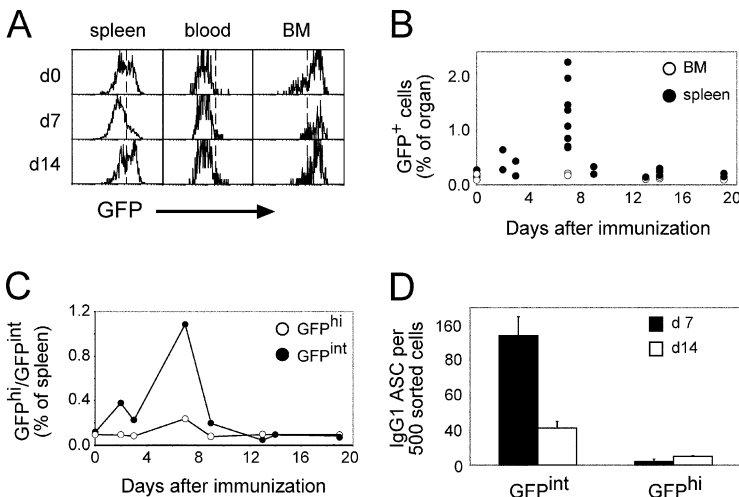 A
spleen blood BM
d0
d7
d14
GFP
B
GFP+ cells
(% of organ)
2.0
1.0
0.0
BM
spleen
0 4 8 12 16 20
Days after immunization
C
GFPhi/GFPint
(% of spleen)
1.2
0.8
0.4
0.0
GFPhi
GFPint
0 4 8 12 16 20
Days after immunization
D
IgG1 ASC per
500 sorted cells
160
80
60
40
0
d 7
d14
GFPint GFPhi